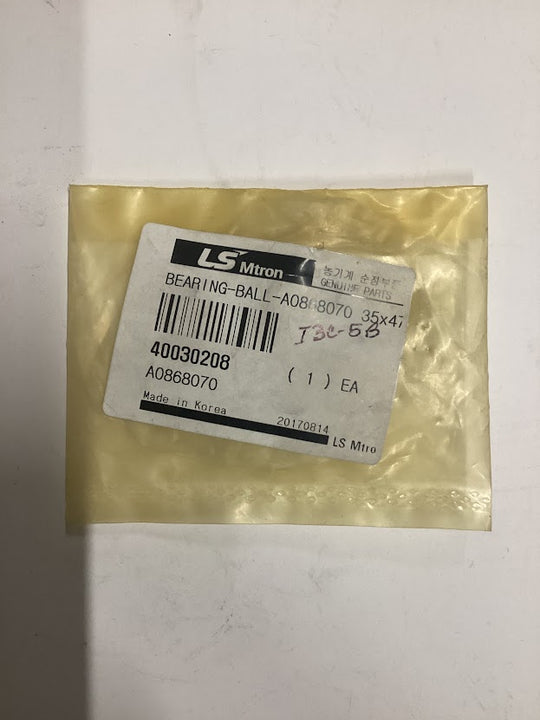 LS Mtron
농기계 순정부품
GENUINE PARTS
BEARING-BALL-A0868070 35x47
I3C-5B
40030208
A0868070
( 1 ) EA
Made in Korea
20170814
LS Mtro